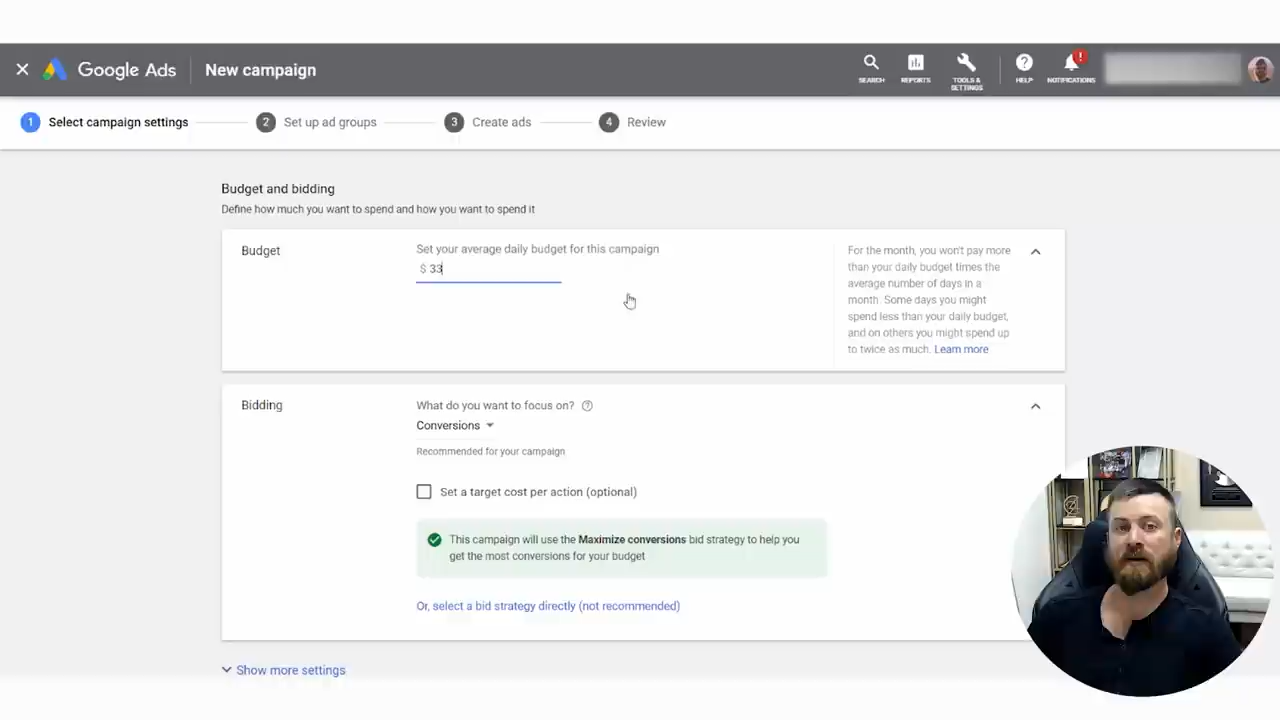 Google Ads
New campaign
SEARCH
REPORTS
TOOLS &
SETTINGS
HELP
!
NOTIFICATIONS
1 Select campaign settings
2 Set up ad groups
3 Create ads
4 Review
Budget and bidding
Define how much you want to spend and how you want to spend it
Budget
Set your average daily budget for this campaign
$ 33
For the month, you won't pay more
than your daily budget times the
average number of days in a
month. Some days you might
spend less than your daily budget,
and on others you might spend up
to twice as much. Learn more
Bidding
What do you want to focus on?
Conversions
Recommended for your campaign
Set a target cost per action (optional)
This campaign will use the Maximize conversions bid strategy to help you
get the most conversions for your budget
Or, select a bid strategy directly (not recommended)
Show more settings